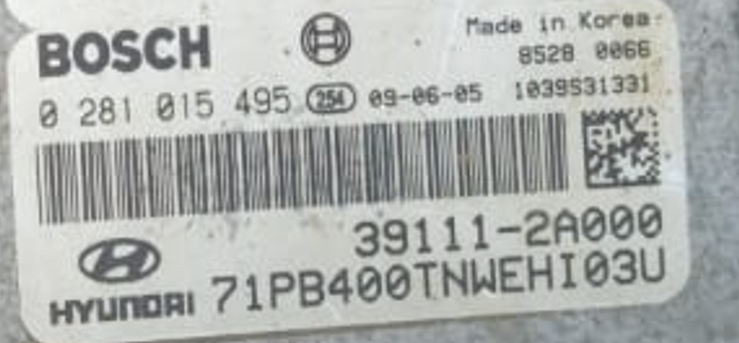 BOSCH
Made in Korea
8528 0066
0 281 015 495 254 09-06-05 1039S31331
39111-2A000
HYUNDAI 71PB400TNWEHI03U